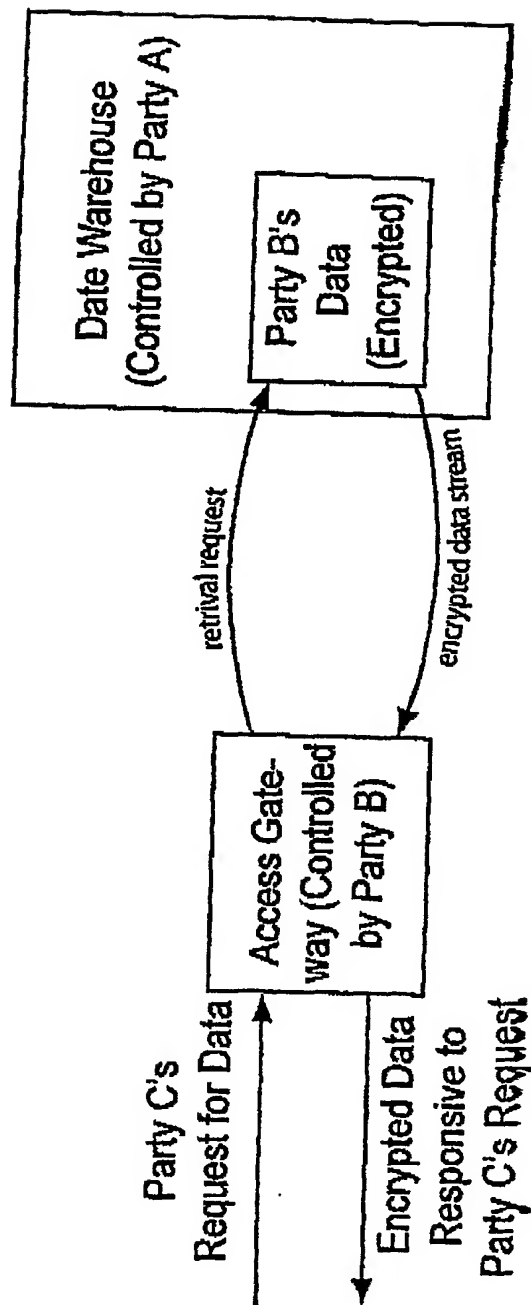 Party C's
Request for Data
Encrypted Data
Responsive to
Party C's Request
Access Gate-
way (Controlled
by Party B)
retrival request
encrypted data stream
Date Warehouse
(Controlled by Party A)
Party B's
Data
(Encrypted)